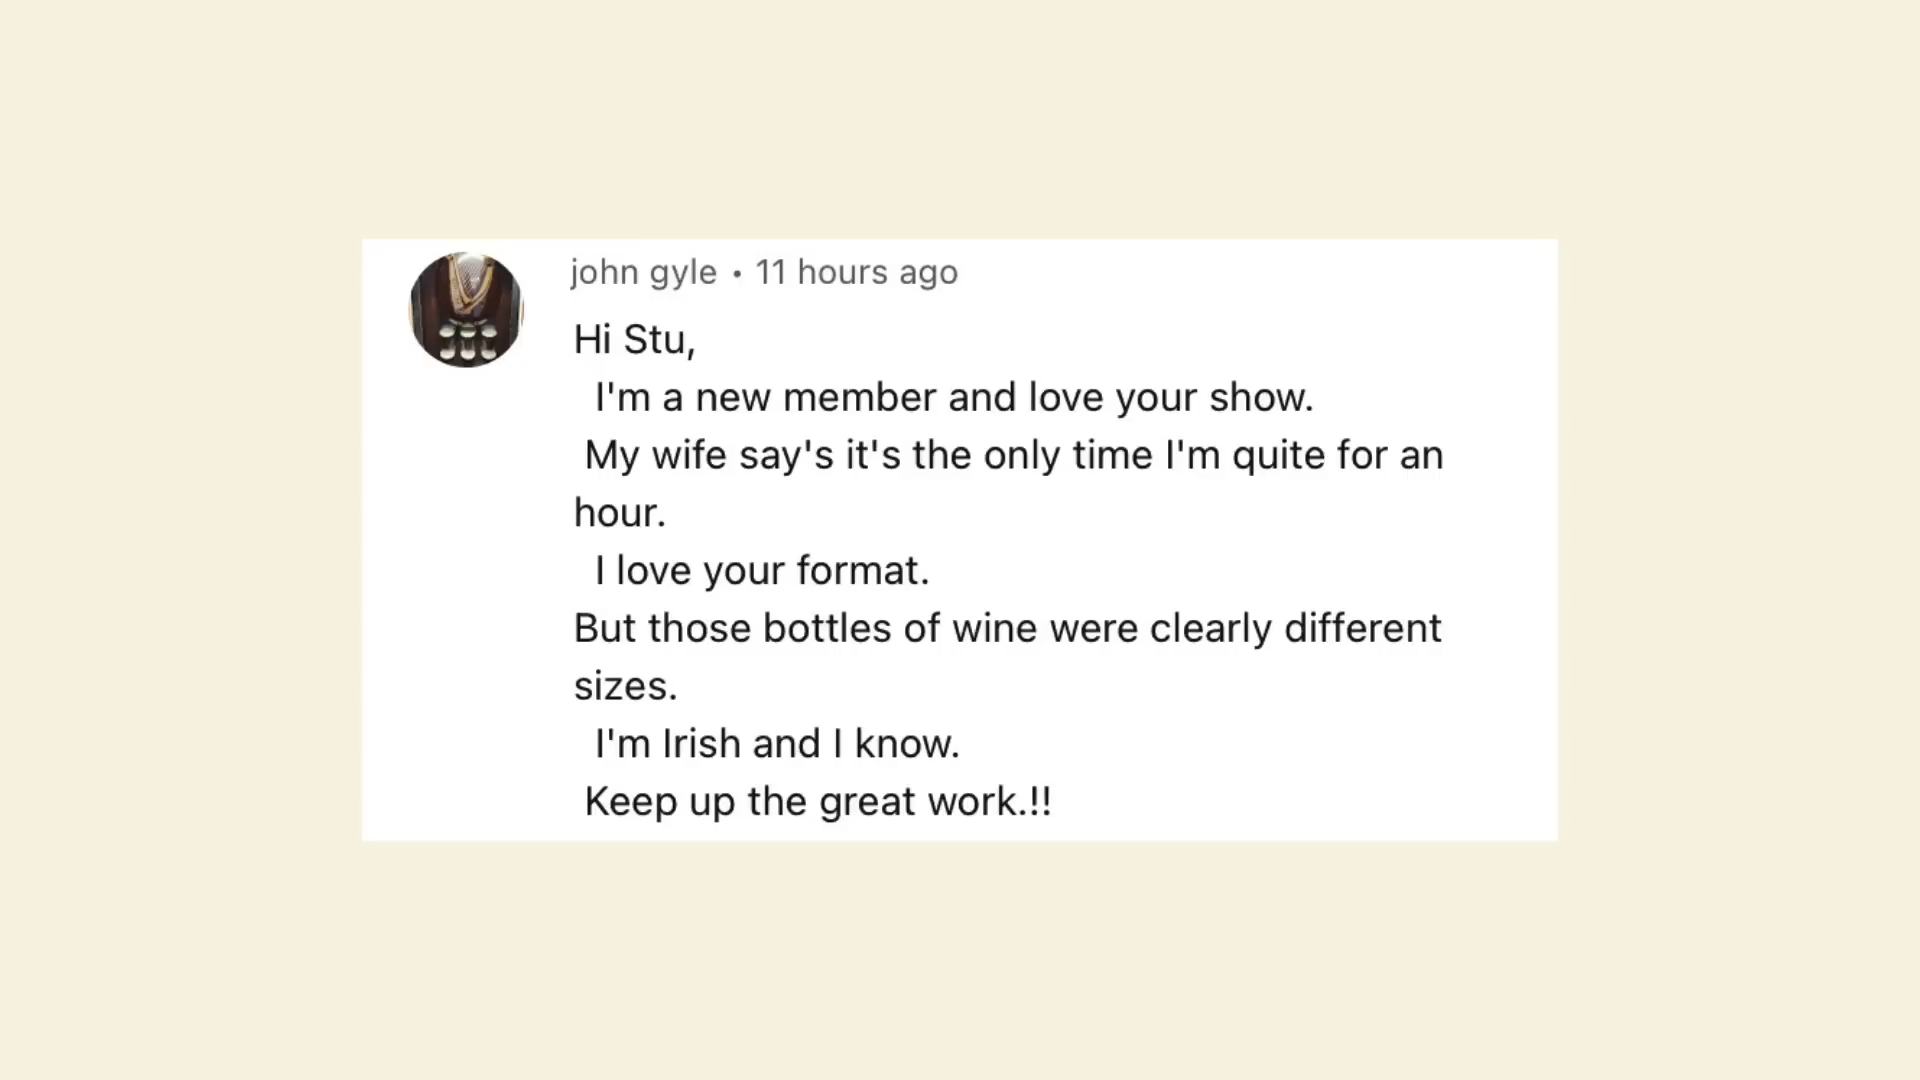 john gyle • 11 hours ago
Hi Stu,
I'm a new member and love your show.
My wife say's it's the only time I'm quite for an
hour.
I love your format.
But those bottles of wine were clearly different
sizes.
I'm Irish and I know.
Keep up the great work.!!